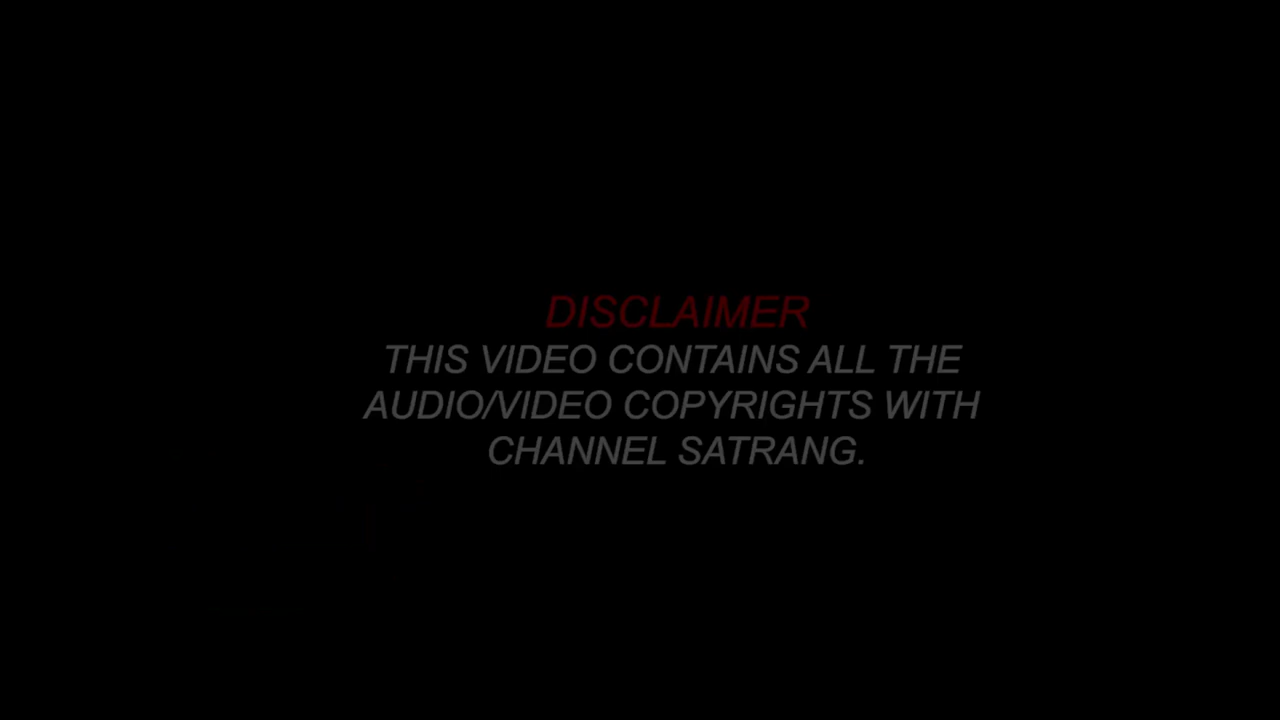 DISCLAIMER
THIS VIDEO CONTAINS ALL THE
AUDIO/VIDEO COPYRIGHTS WITH
CHANNEL SATRANG.